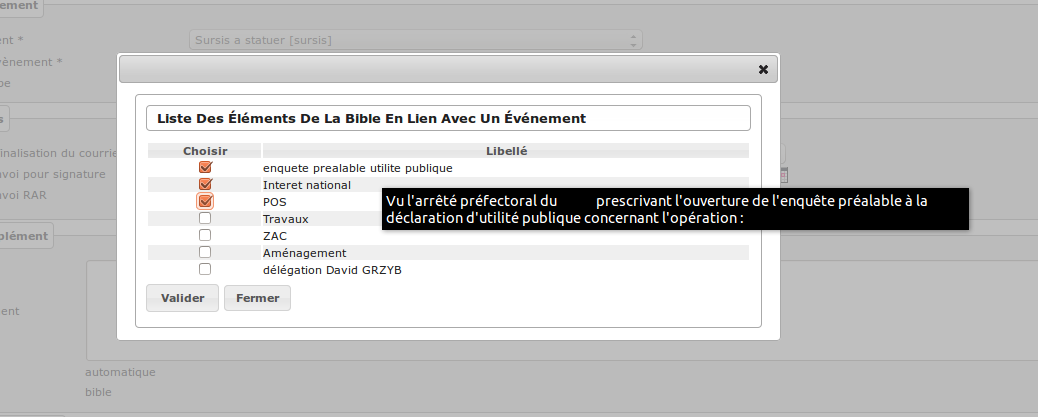 ement
ent *
Sursis a statuer [sursis]
vènement *
pe
Liste Des Éléments De La Bible En Lien Avec Un Événement
s
Choisir Libellé
inalisation du courrie
enquete prealable utilite publique
voi pour signature
Interet national
voi RAR
POS
Vu l'arrêté préfectoral du prescrivant l'ouverture de l'enquête préalable à la
déclaration d'utilité publique concernant l'opération :
Travaux
plément
ZAC
Aménagement
délégation David GRZYB
Valider Fermer
ent
automatique
bible